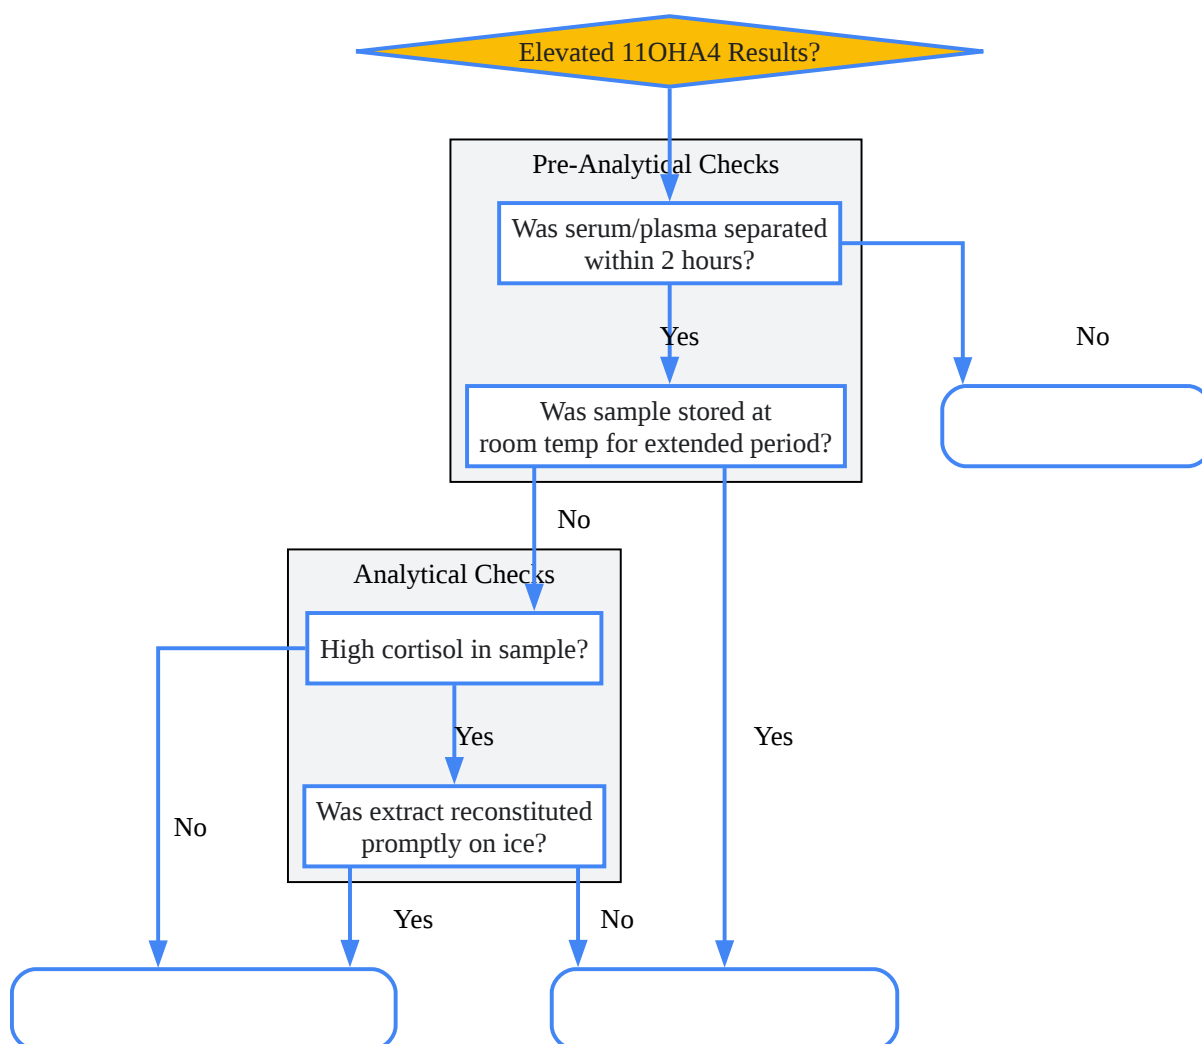 Elevated 11OHA4 Results?
Pre-Analytical Checks
Was serum/plasma separated
within 2 hours?
Yes
No
Was sample stored at
room temp for extended period?
No
Analytical Checks
High cortisol in sample?
Yes
Yes
No
Was extract reconstituted
promptly on ice?
Yes
No